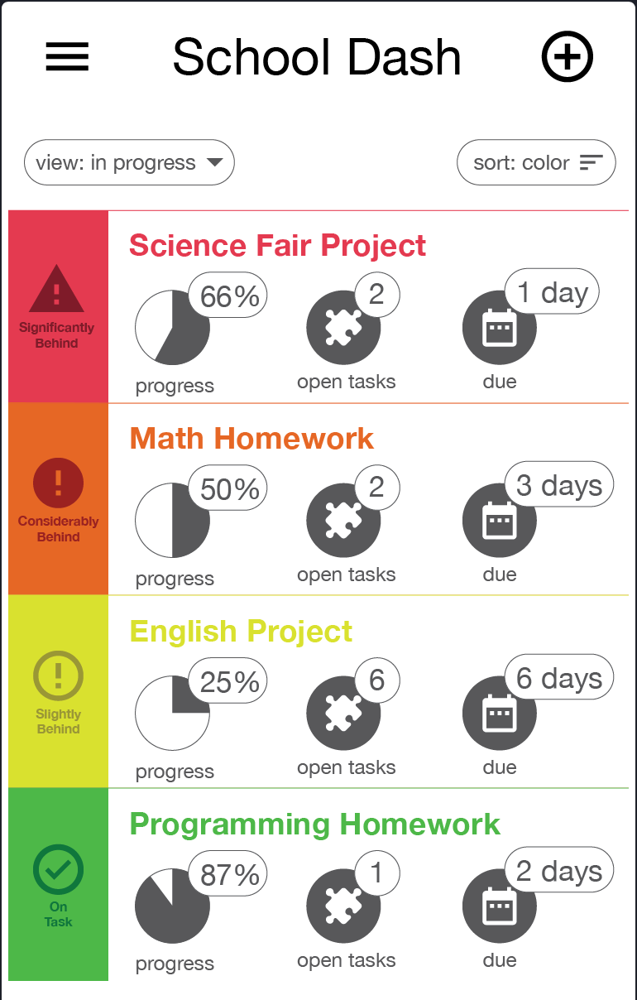 School Dash
view: in progress
sort: color
Science Fair Project
Significantly
Behind
66%
2
1 day
progress
open tasks
due
Math Homework
Considerably
Behind
50%
2
3 days
progress
open tasks
due
English Project
Slightly
Behind
25%
6
6 days
progress
open tasks
due
Programming Homework
On
Task
87%
1
2 days
progress
open tasks
due